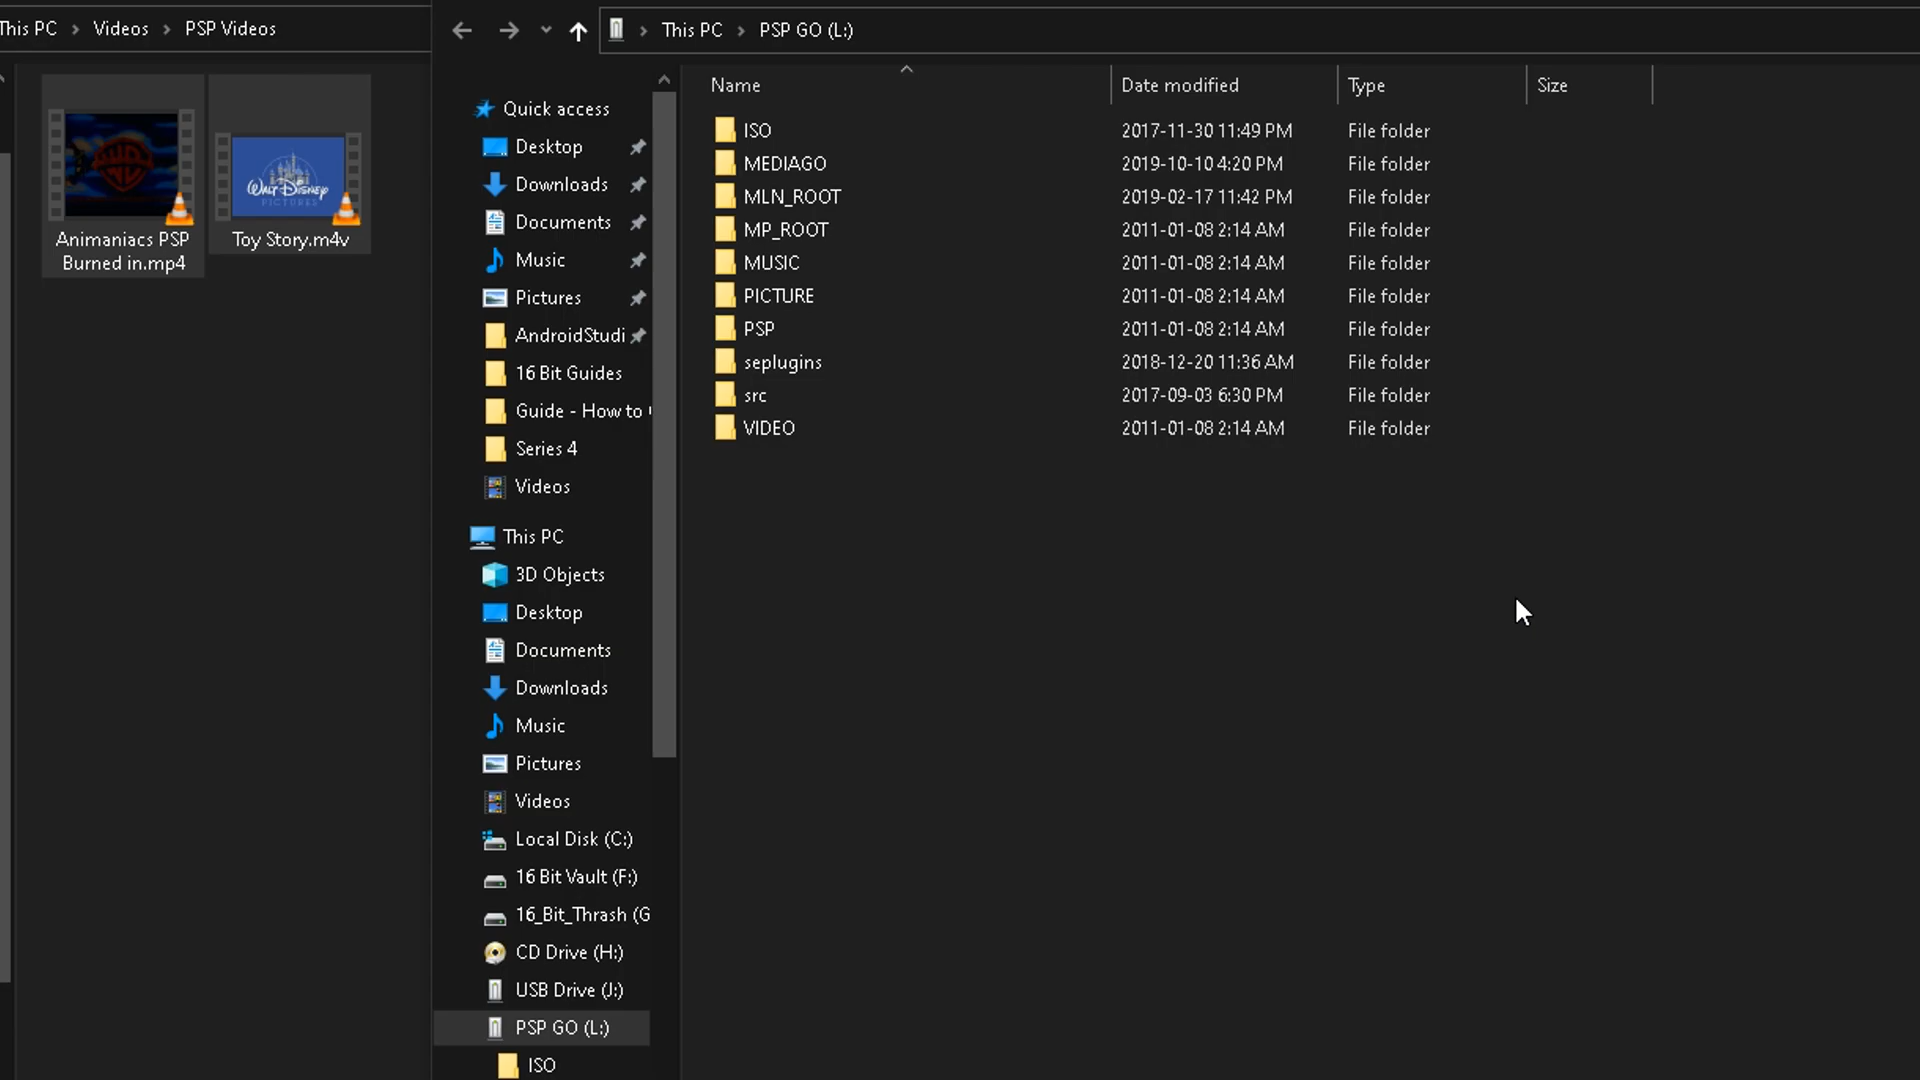 This PC > Videos > PSP Videos
Animaniacs PSP
Burned in.mp4
WALT DISNEY
PICTURES
Toy Story.m4v
This PC > PSP GO (L:)
Quick access
Desktop
Downloads
Documents
Music
Pictures
AndroidStudi
16 Bit Guides
Guide - How to
Series 4
Videos
This PC
3D Objects
Desktop
Documents
Downloads
Music
Pictures
Videos
Local Disk (C:)
16 Bit Vault (F:)
16_Bit_Thrash (G
CD Drive (H:)
USB Drive (J:)
PSP GO (L:)
ISO
Name Date modified Type Size
ISO 2017-11-30 11:49 PM File folder
MEDIAGO 2019-10-10 4:20 PM File folder
MLN_ROOT 2019-02-17 11:42 PM File folder
MP_ROOT 2011-01-08 2:14 AM File folder
MUSIC 2011-01-08 2:14 AM File folder
PICTURE 2011-01-08 2:14 AM File folder
PSP 2011-01-08 2:14 AM File folder
seplugins 2018-12-20 11:36 AM File folder
src 2017-09-03 6:30 PM File folder
VIDEO 2011-01-08 2:14 AM File folder